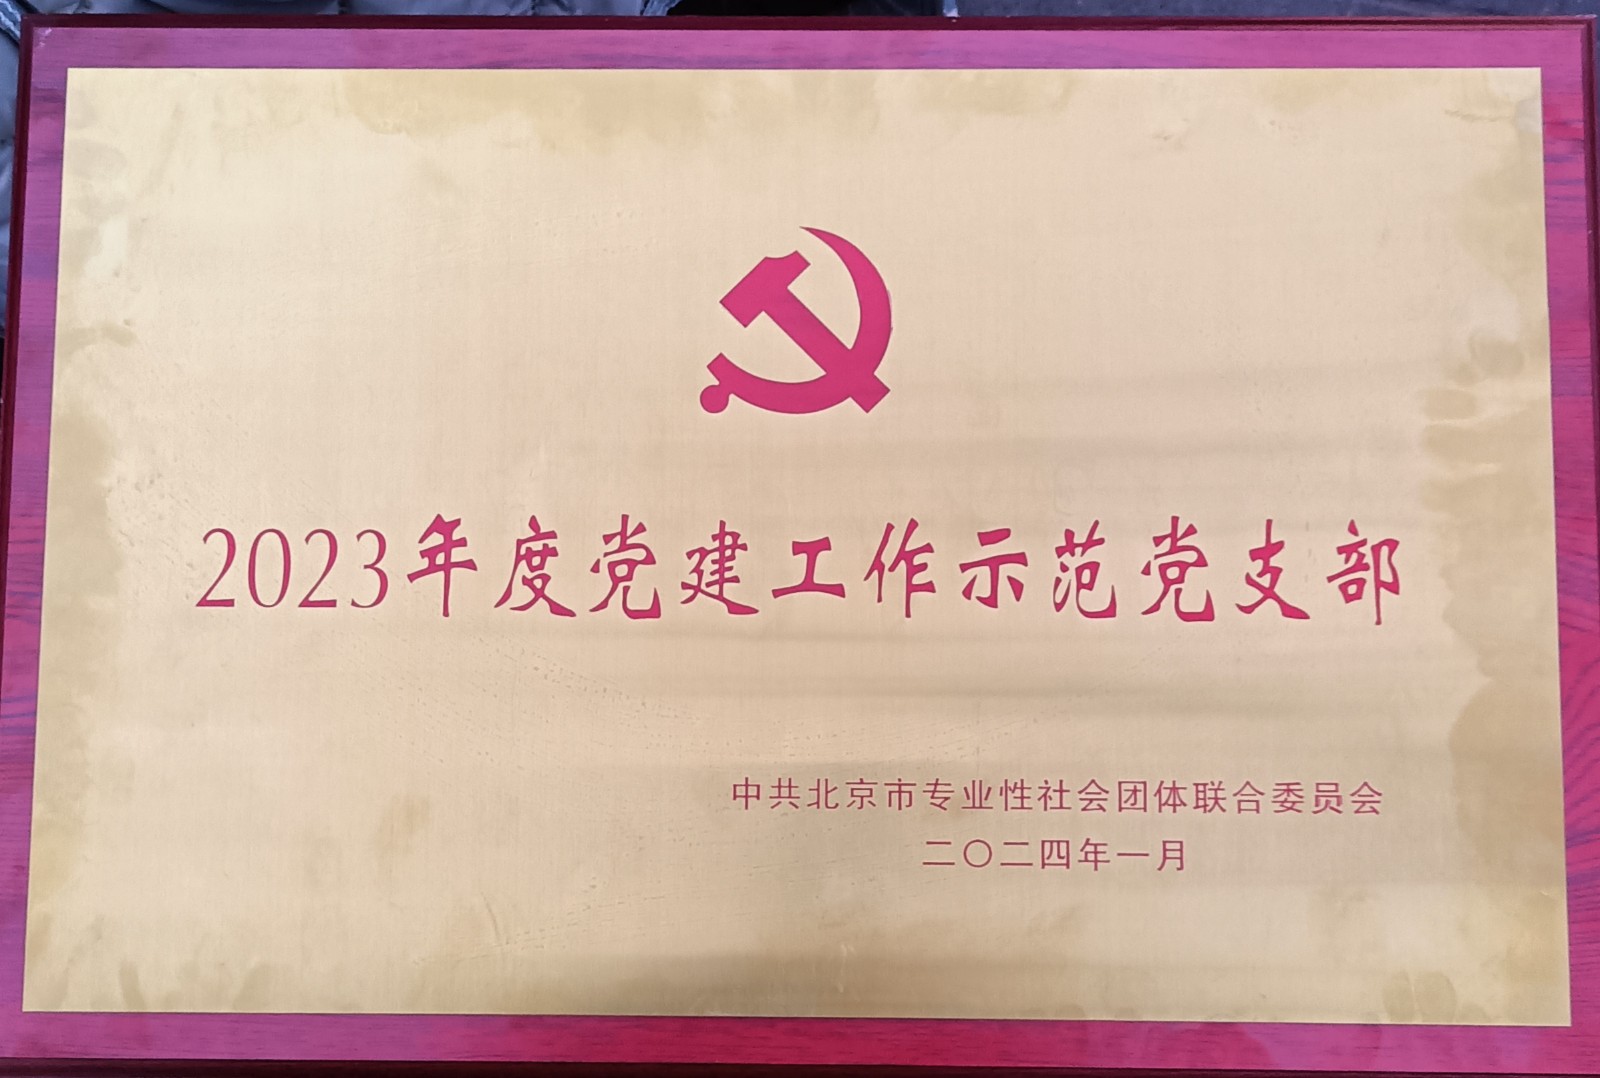 2023年度党建工作示范党支部
中共北京市专业性社会团体联合委员会
二〇二四年一月